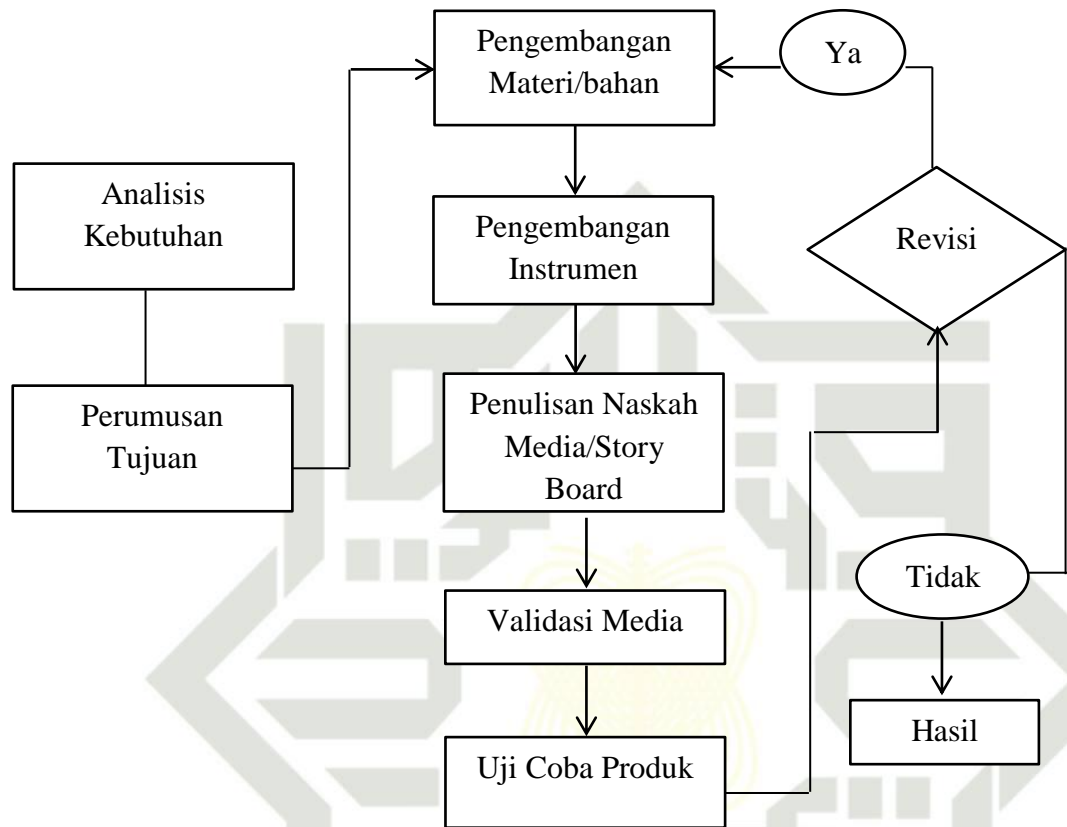 Analisis
Kebutuhan
Perumusan
Tujuan
Pengembangan
Materi/bahan
Pengembangan
Instrumen
Penulisan Naskah
Media/Story
Board
Validasi Media
Uji Coba Produk
Revisi
Ya
Tidak
Hasil